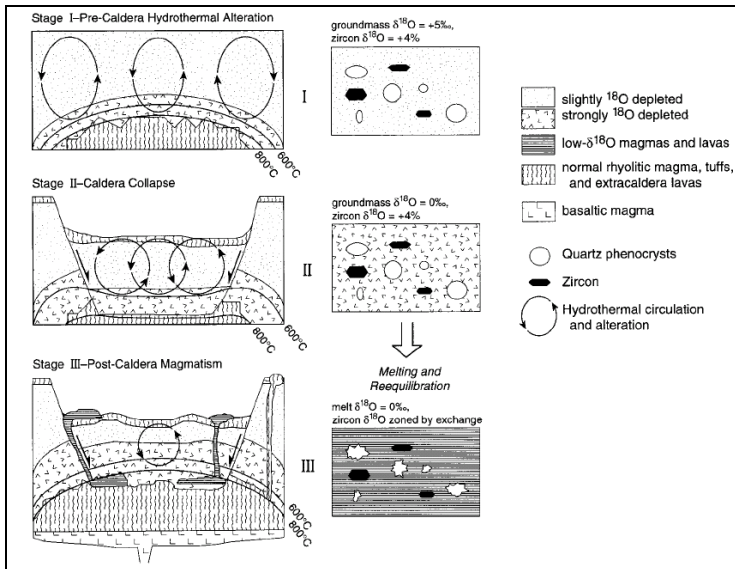 Stage I–Pre-Caldera Hydrothermal Alteration
800°C
600°C
I
groundmass δ¹⁸O = +5‰,
zircon δ¹⁸O = +4%
Stage II–Caldera Collapse
800°C
600°C
II
groundmass δ¹⁸O = 0‰,
zircon δ¹⁸O = +4%
Melting and
Reequilibration
Stage III–Post-Caldera Magmatism
600°C
800°C
III
melt δ¹⁸O = 0‰,
zircon δ¹⁸O zoned by exchange
slightly ¹⁸O depleted
strongly ¹⁸O depleted
low-δ¹⁸O magmas and lavas
normal rhyolitic magma, tuffs,
and extracaldera lavas
basaltic magma
Quartz phenocrysts
Zircon
Hydrothermal circulation
and alteration